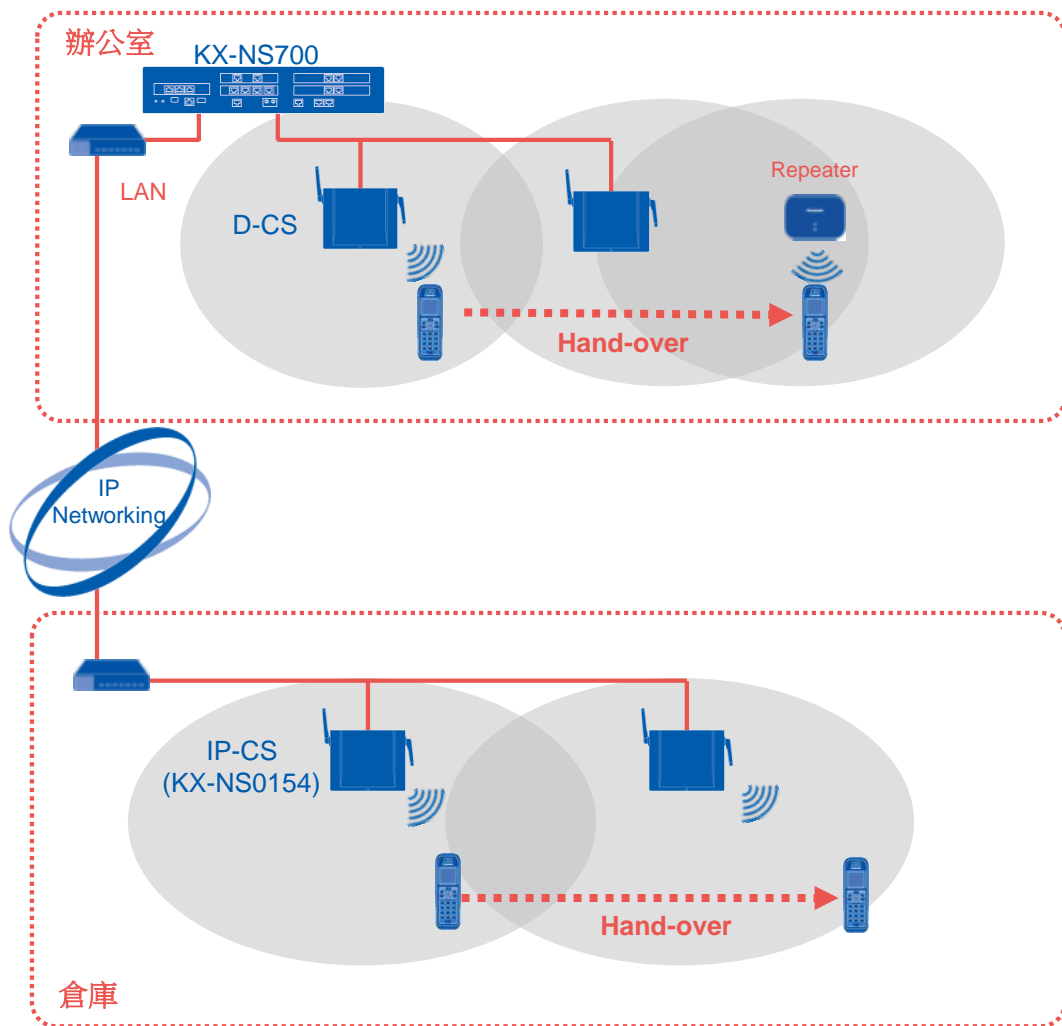 辦公室
KX-NS700
LAN
D-CS
Repeater
Hand-over
IP
Networking
IP-CS
(KX-NS0154)
Hand-over
倉庫